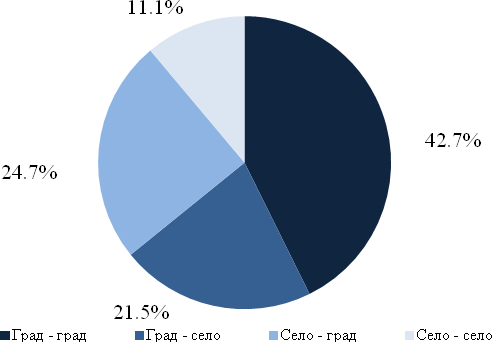 11.1%
42.7%
24.7%
21.5%
Град - град
Град - село
Село - град
Село - село